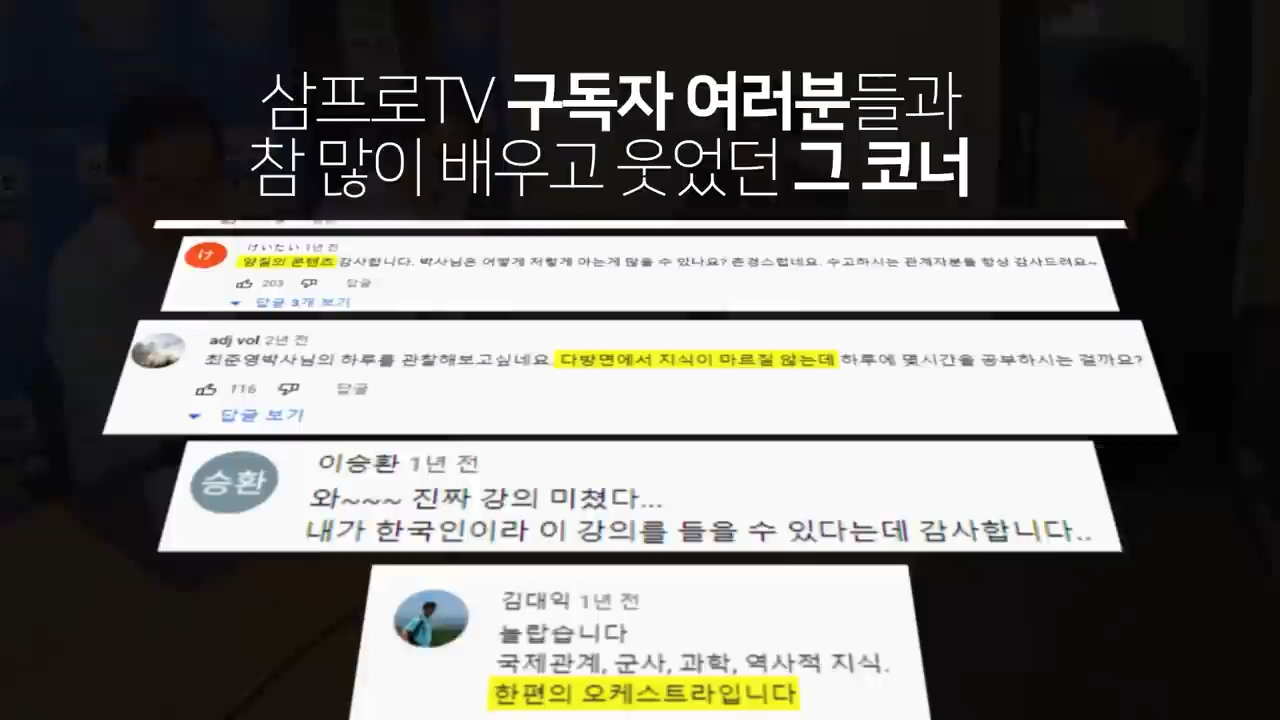 삼프로TV 구독자 여러분들과
참 많이 배우고 웃었던 그 코너
け
けいたい 1년 전
양질의 콘텐츠 감사합니다. 박사님은 어떻게 저렇게 아는게 많을 수 있나요? 존경스럽네요. 수고하시는 관계자분들 항상 감사드려요~
203 답글
답글 3개 보기
adj vol 2년 전
최준영박사님의 하루를 관찰해보고싶네요 다방면에서 지식이 마르질 않는데 하루에 몇시간을 공부하시는 걸까요?
116 답글
답글 보기
승환
이승환 1년 전
와~~~ 진짜 강의 미쳤다...
내가 한국인이라 이 강의를 들을 수 있다는데 감사합니다..
김대익 1년 전
놀랍습니다
국제관계, 군사, 과학, 역사적 지식.
한편의 오케스트라입니다